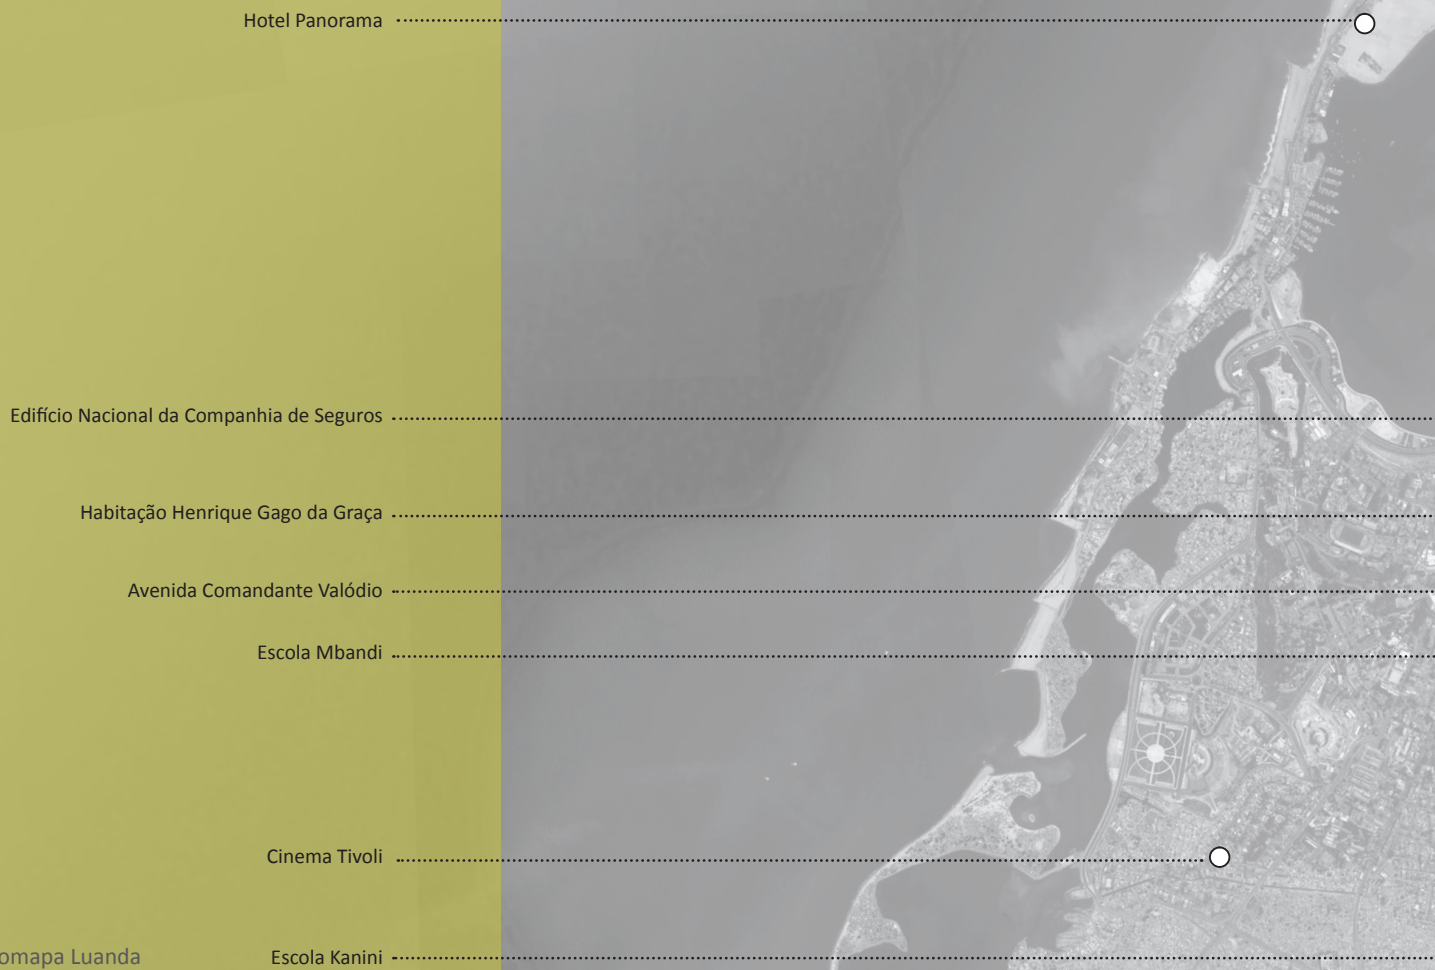 Hotel Panorama
Edifício Nacional da Companhia de Seguros
Habitação Henrique Gago da Graça
Avenida Comandante Valódio
Escola Mbandi
Cinema Tivoli
omapa Luanda
Escola Kanini